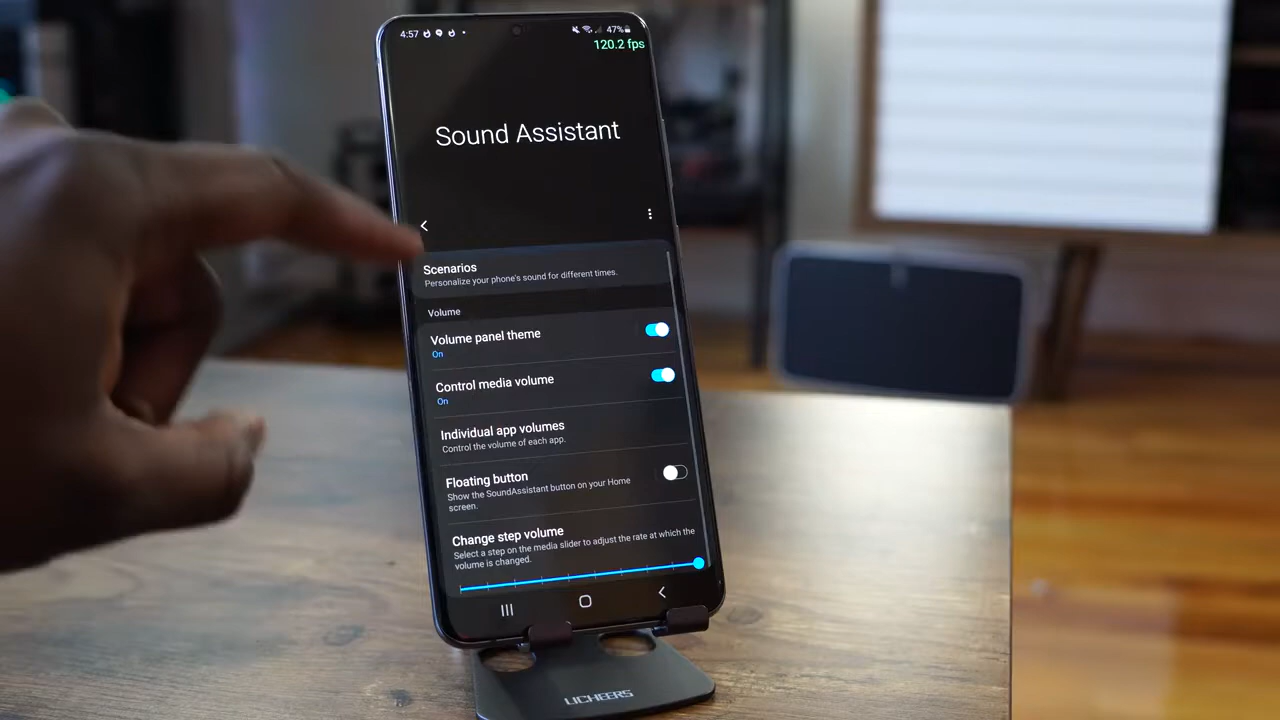 4:57
47%
120.2 fps
Sound Assistant
Scenarios
Personalize your phone's sound for different times.
Volume
Volume panel theme
On
Control media volume
On
Individual app volumes
Control the volume of each app.
Floating button
Show the SoundAssistant button on your Home
screen.
Change step volume
Select a step on the media slider to adjust the rate at which the
volume is changed.
LICHEERS